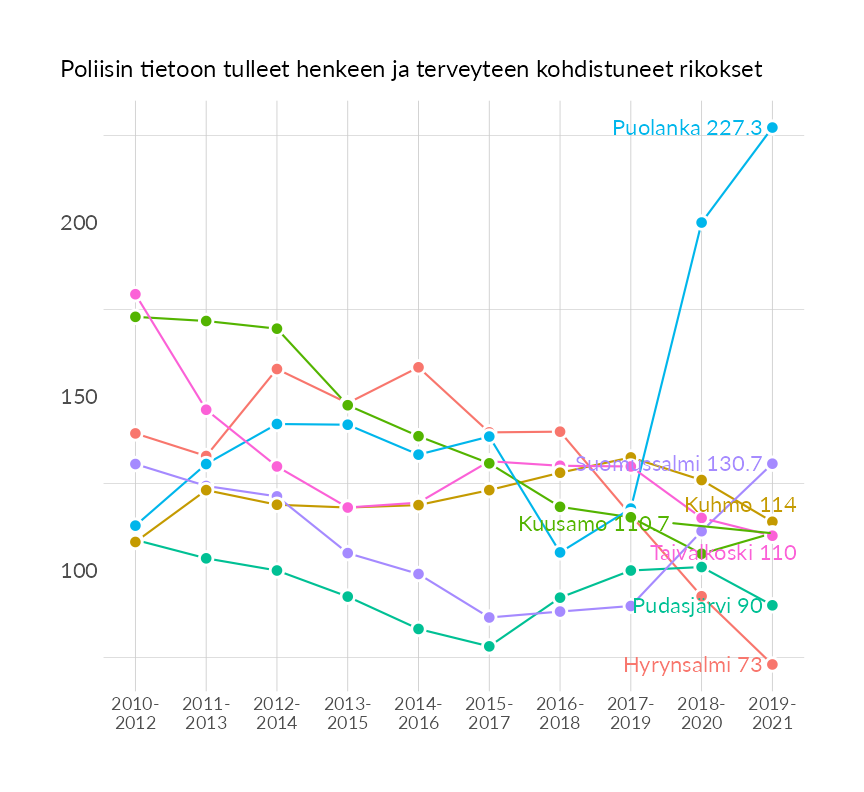 Poliisin tietoon tulleet henkeen ja terveyteen kohdistuneet rikokset
Puolanka 227.3
200
150
Suomussalmi 130.7
Kuhmo 114
Kuusamo 110.7
Taivalkoski 110
100
Pudasjärvi 90
Hyrynsalmi 73
2010-
2012
2011-
2013
2012-
2014
2013-
2015
2014-
2016
2015-
2017
2016-
2018
2017-
2019
2018-
2020
2019-
2021